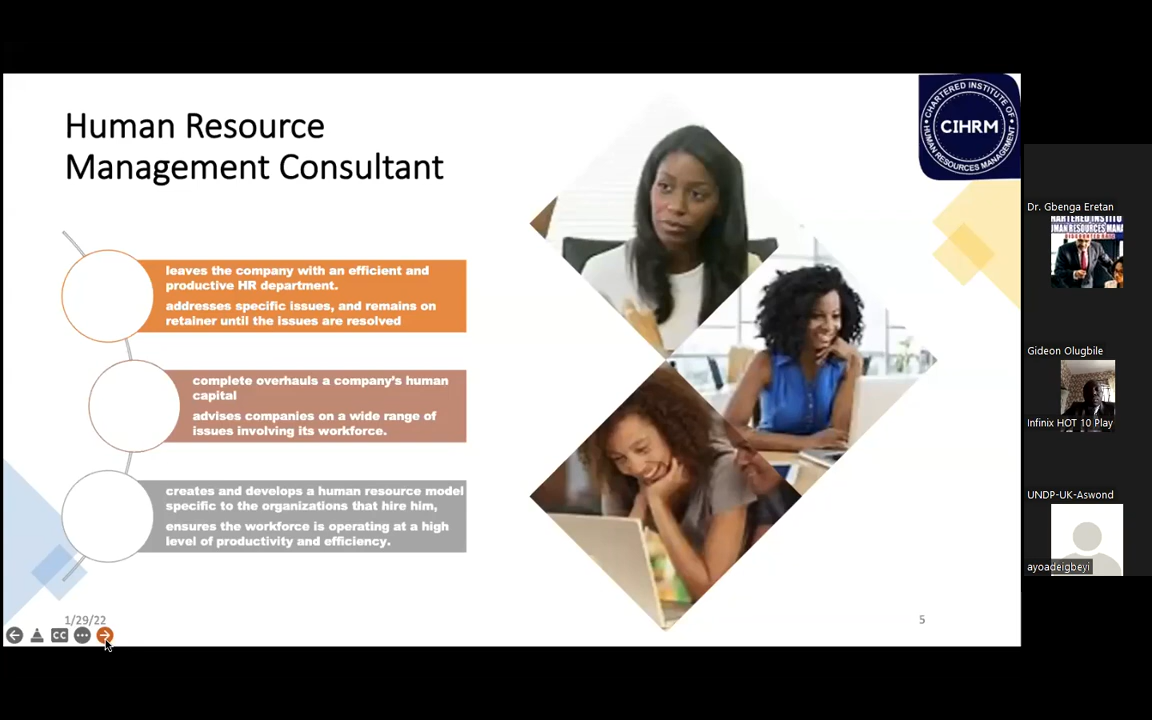 Human Resource
Management Consultant
leaves the company with an efficient and
productive HR department.
addresses specific issues, and remains on
retainer until the issues are resolved
complete overhauls a company's human
capital
advises companies on a wide range of
issues involving its workforce.
creates and develops a human resource model
specific to the organizations that hire him,
ensures the workforce is operating at a high
level of productivity and efficiency.
1/29/22
5
CC
CHARTERED INSTITUTE OF
CIHRM
HUMAN RESOURCES MANAGEMENT
Dr. Gbenga Eretan
Gideon Olugbile
Infinix HOT 10 Play
UNDP-UK-Aswond
ayoadeigbeyi